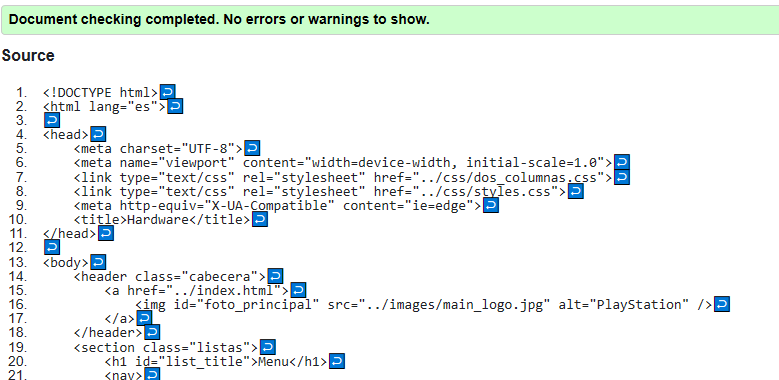 Document checking completed. No errors or warnings to show.
Source
1. <!DOCTYPE html>↩
2. <html lang="es">↩
3. ↩
4. <head>↩
5.     <meta charset="UTF-8">↩
6.     <meta name="viewport" content="width=device-width, initial-scale=1.0">↩
7.     <link type="text/css" rel="stylesheet" href="../css/dos_columnas.css">↩
8.     <link type="text/css" rel="stylesheet" href="../css/styles.css">↩
9.     <meta http-equiv="X-UA-Compatible" content="ie=edge">↩
10.     <title>Hardware</title>↩
11. </head>↩
12. ↩
13. <body>↩
14.     <header class="cabecera">↩
15.         <a href="../index.html">↩
16.             <img id="foto_principal" src="../images/main_logo.jpg" alt="PlayStation" />↩
17.         </a>↩
18.     </header>↩
19.     <section class="listas">↩
20.         <h1 id="list_title">Menu</h1>↩
21.         <nav>↩